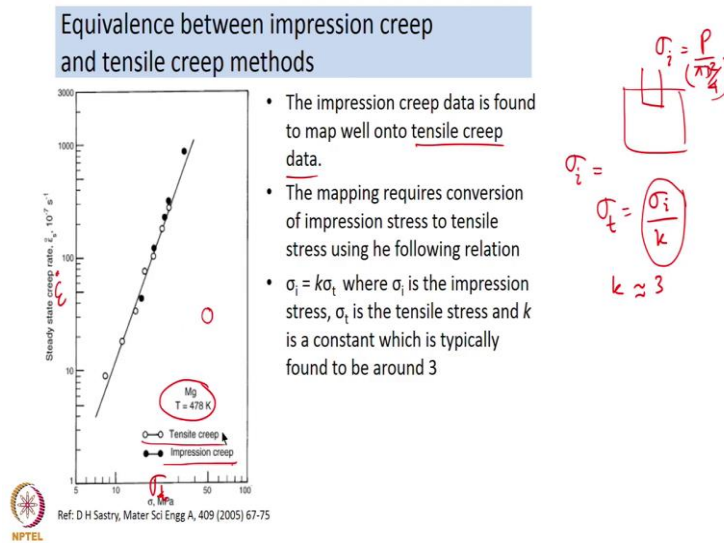 Equivalence between impression creep
and tensile creep methods
3000
1000
100
10
1
Steady state creep rate, ε̇s, 10⁻⁷ s⁻¹
ε̇
Mg
T = 478 K
Tensite creep
Impression creep
5
10
50
100
σ, MPa
σt
• The impression creep data is found
to map well onto tensile creep
data.
• The mapping requires conversion
of impression stress to tensile
stress using he following relation
• σi = kσt where σi is the impression
stress, σt is the tensile stress and k
is a constant which is typically
found to be around 3
σi = P/(πD²/4)
σi =
σt = σi/k
k ≈ 3
Ref: D H Sastry, Mater Sci Engg A, 409 (2005) 67-75
NPTEL